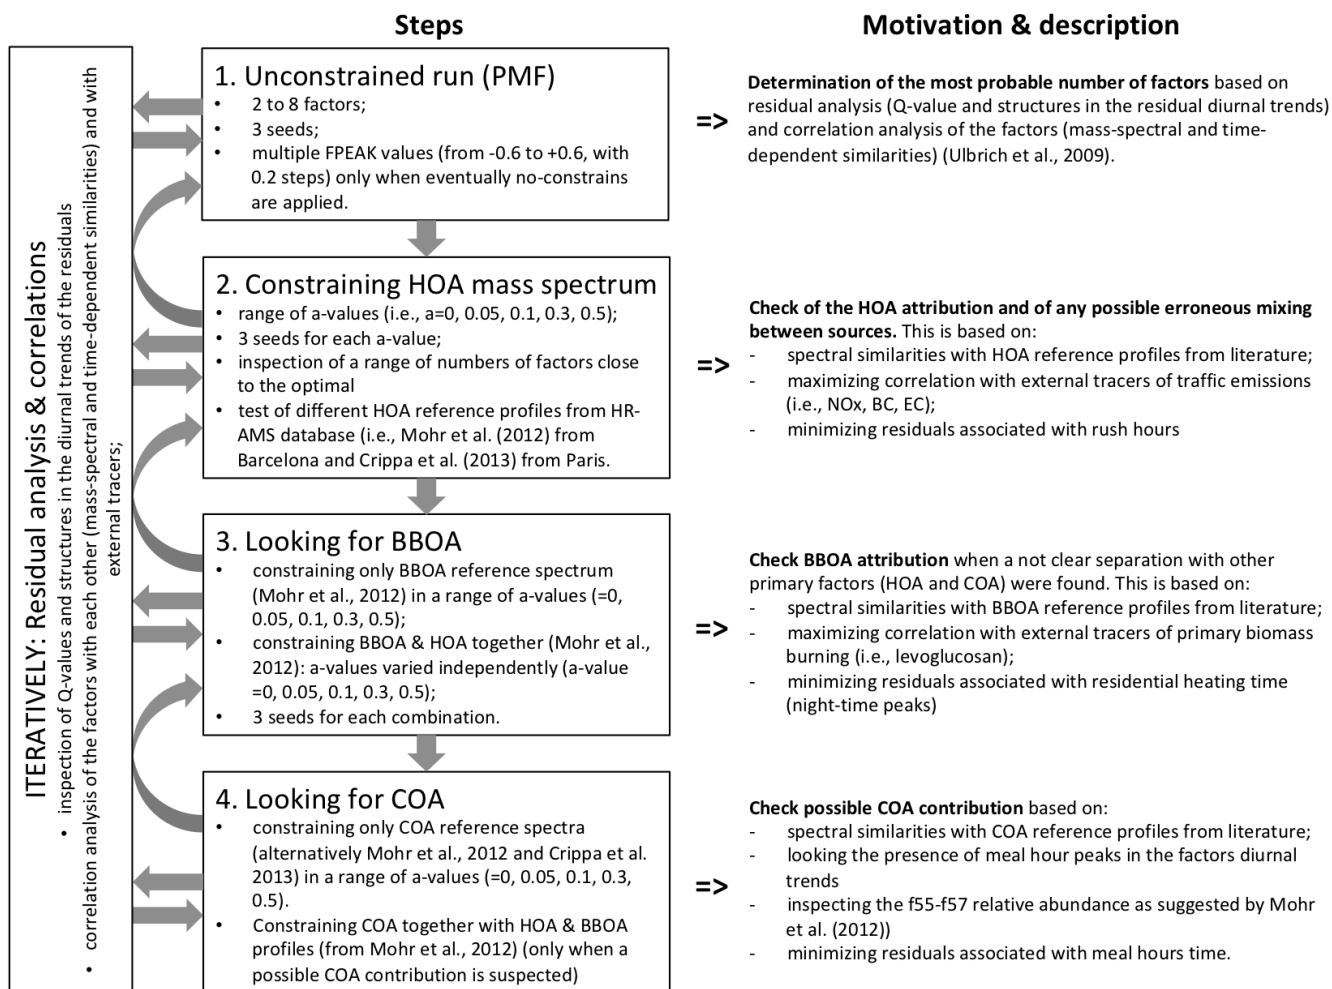 Steps
Motivation & description
ITERATIVELY: Residual analysis & correlations
• inspection of Q-values and structures in the diurnal trends of the residuals
• correlation analysis of the factors with each other (mass-spectral and time-dependent similarities) and with
external tracers;
1. Unconstrained run (PMF)
• 2 to 8 factors;
• 3 seeds;
• multiple FPEAK values (from -0.6 to +0.6, with
0.2 steps) only when eventually no-constrains
are applied.
=>
Determination of the most probable number of factors based on
residual analysis (Q-value and structures in the residual diurnal trends)
and correlation analysis of the factors (mass-spectral and time-
dependent similarities) (Ulbrich et al., 2009).
2. Constraining HOA mass spectrum
• range of a-values (i.e., a=0, 0.05, 0.1, 0.3, 0.5);
• 3 seeds for each a-value;
• inspection of a range of numbers of factors close
to the optimal
• test of different HOA reference profiles from HR-
AMS database (i.e., Mohr et al. (2012) from
Barcelona and Crippa et al. (2013) from Paris.
=>
Check of the HOA attribution and of any possible erroneous mixing
between sources. This is based on:
- spectral similarities with HOA reference profiles from literature;
- maximizing correlation with external tracers of traffic emissions
(i.e., NOx, BC, EC);
- minimizing residuals associated with rush hours
3. Looking for BBOA
• constraining only BBOA reference spectrum
(Mohr et al., 2012) in a range of a-values (=0,
0.05, 0.1, 0.3, 0.5);
• constraining BBOA & HOA together (Mohr et al.,
2012): a-values varied independently (a-value
=0, 0.05, 0.1, 0.3, 0.5);
• 3 seeds for each combination.
=>
Check BBOA attribution when a not clear separation with other
primary factors (HOA and COA) were found. This is based on:
- spectral similarities with BBOA reference profiles from literature;
- maximizing correlation with external tracers of primary biomass
burning (i.e., levoglucosan);
- minimizing residuals associated with residential heating time
(night-time peaks)
4. Looking for COA
• constraining only COA reference spectra
(alternatively Mohr et al., 2012 and Crippa et al.
2013) in a range of a-values (=0, 0.05, 0.1, 0.3,
0.5).
• Constraining COA together with HOA & BBOA
profiles (from Mohr et al., 2012) (only when a
possible COA contribution is suspected)
=>
Check possible COA contribution based on:
- spectral similarities with COA reference profiles from literature;
- looking the presence of meal hour peaks in the factors diurnal
trends
- inspecting the f55-f57 relative abundance as suggested by Mohr
et al. (2012))
- minimizing residuals associated with meal hours time.